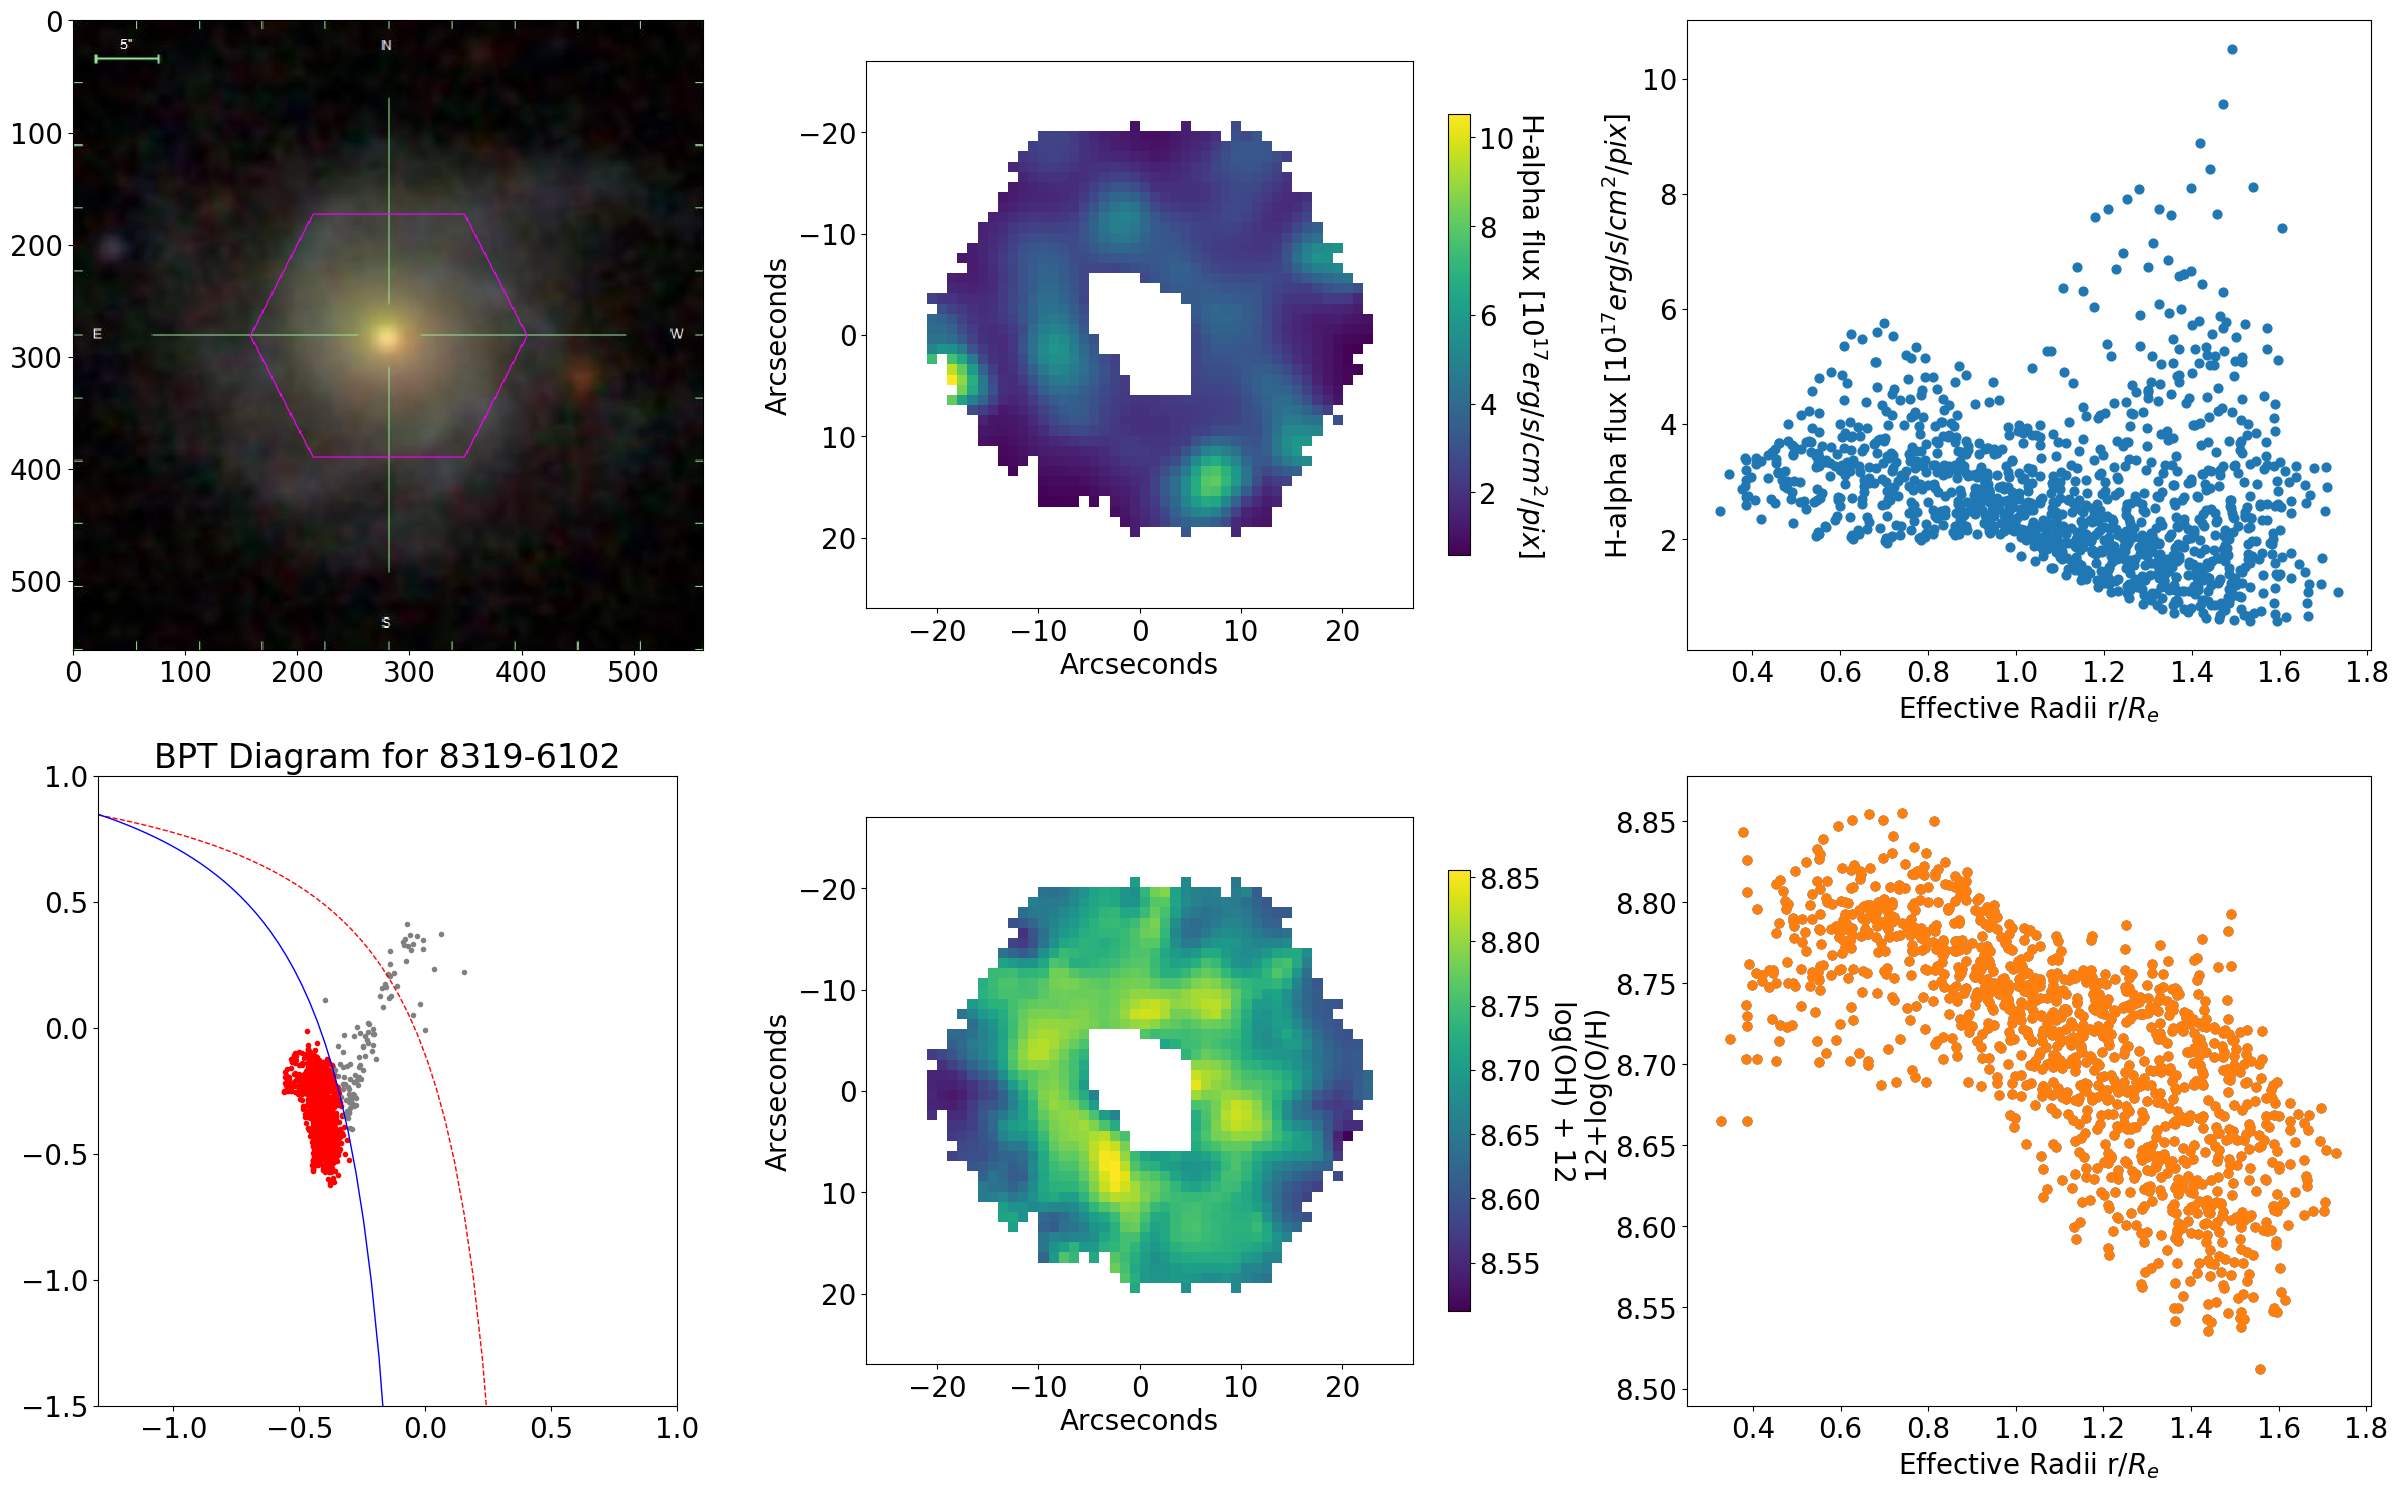 0
100
200
300
400
500
0 100 200 300 400 500
5"
N
E
W
S
−20
−10
0
10
20
Arcseconds
−20 −10 0 10 20
Arcseconds
10
8
6
4
2
H-alpha flux [10^{17}erg/s/cm^2/pix]
H-alpha flux [10^{17}erg/s/cm^2/pix]
10
8
6
4
2
0.4 0.6 0.8 1.0 1.2 1.4 1.6 1.8
Effective Radii r/R_e
BPT Diagram for 8319-6102
1.0
0.5
0.0
−0.5
−1.0
−1.5
−1.0 −0.5 0.0 0.5 1.0
−20
−10
0
10
20
Arcseconds
−20 −10 0 10 20
Arcseconds
8.85
8.80
8.75
8.70
8.65
8.60
8.55
log(O/H) + 12
12+log(O/H)
8.85
8.80
8.75
8.70
8.65
8.60
8.55
8.50
0.4 0.6 0.8 1.0 1.2 1.4 1.6 1.8
Effective Radii r/R_e